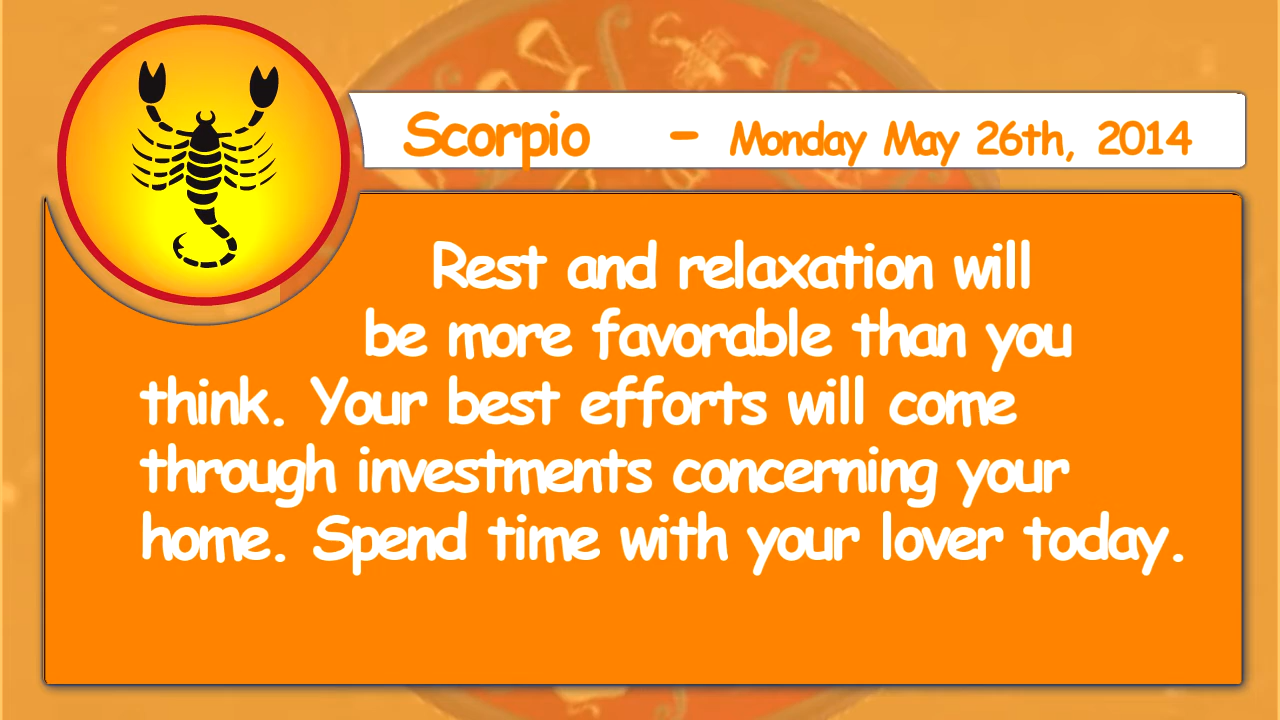 Scorpio - Monday May 26th, 2014
Rest and relaxation will
be more favorable than you
think. Your best efforts will come
through investments concerning your
home. Spend time with your lover today.